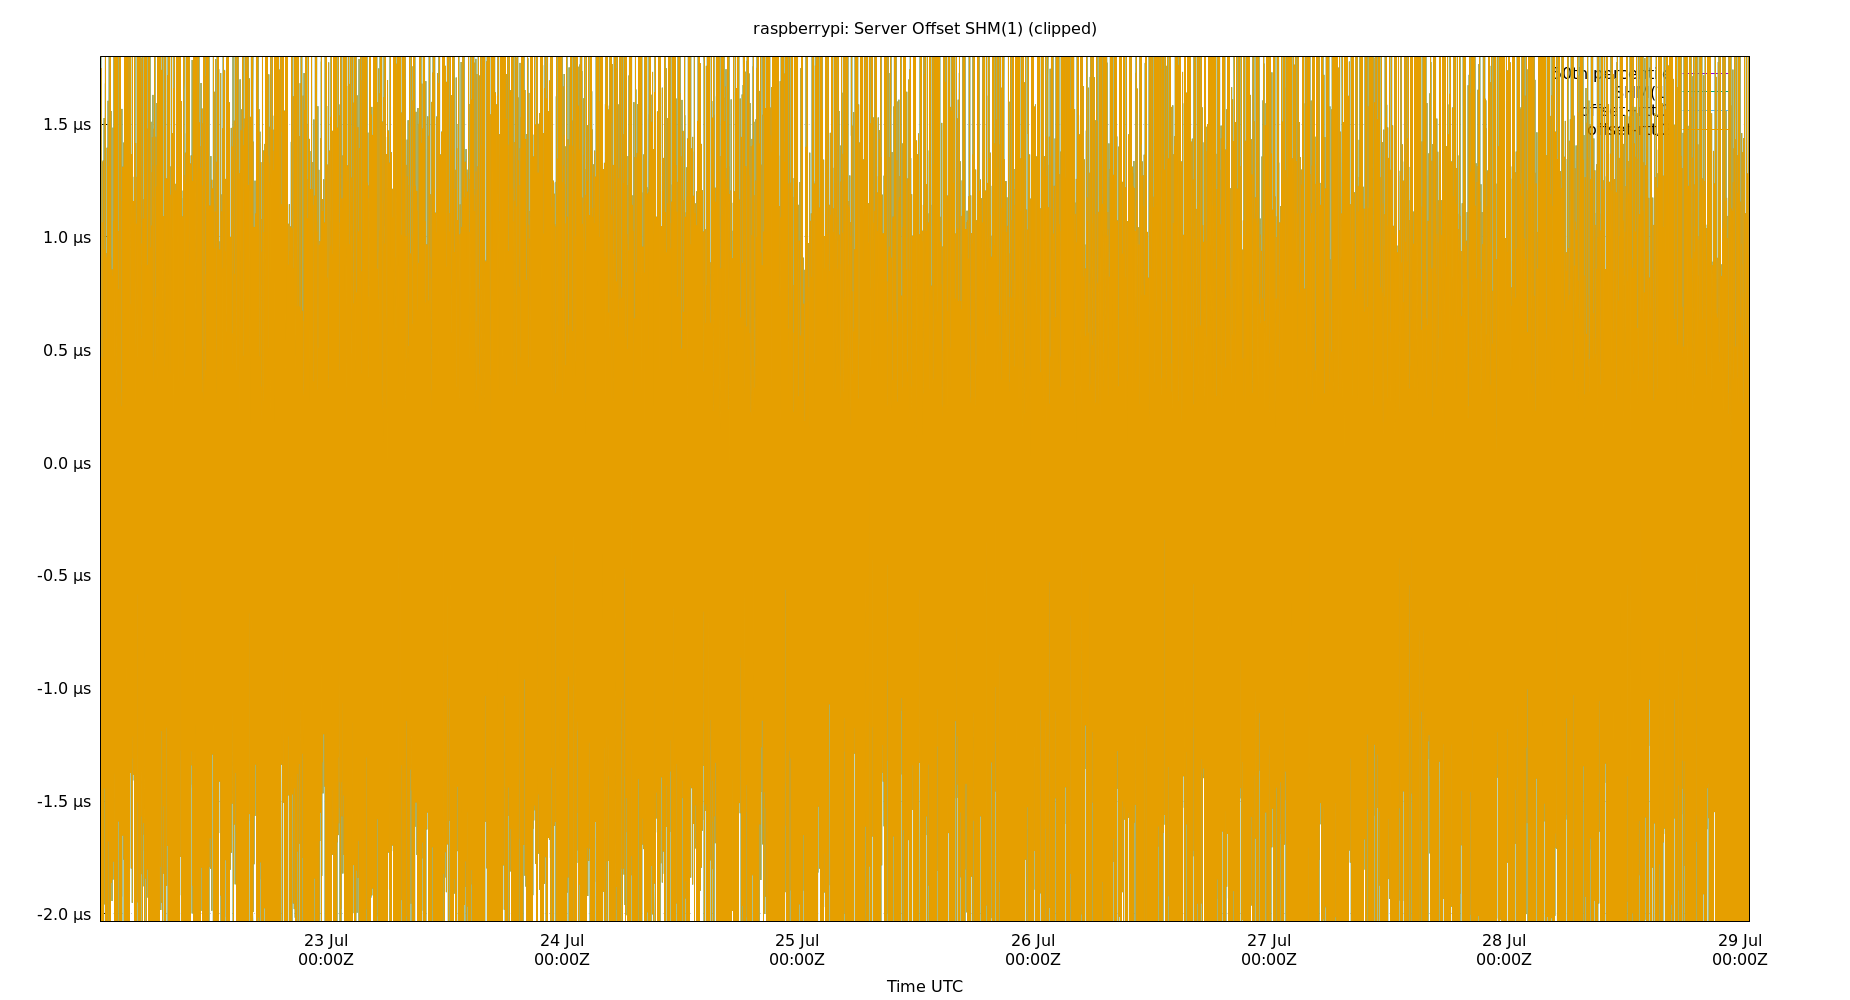 raspberrypi: Server Offset SHM(1) (clipped)
1.5 µs
1.0 µs
0.5 µs
0.0 µs
-0.5 µs
-1.0 µs
-1.5 µs
-2.0 µs
23 Jul 24 Jul 25 Jul 26 Jul 27 Jul 28 Jul 29 Jul
00:00Z 00:00Z 00:00Z 00:00Z 00:00Z 00:00Z 00:00Z
Time UTC